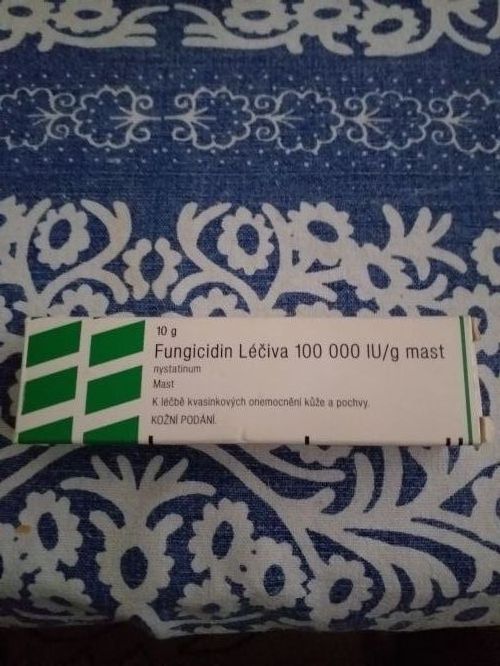 10 g
Fungicidin Léčiva 100 000 IU/g mast
nystatinum
Mast
K léčbě kvasinkových onemocnění kůže a pochvy.
KOŽNÍ PODÁNÍ.